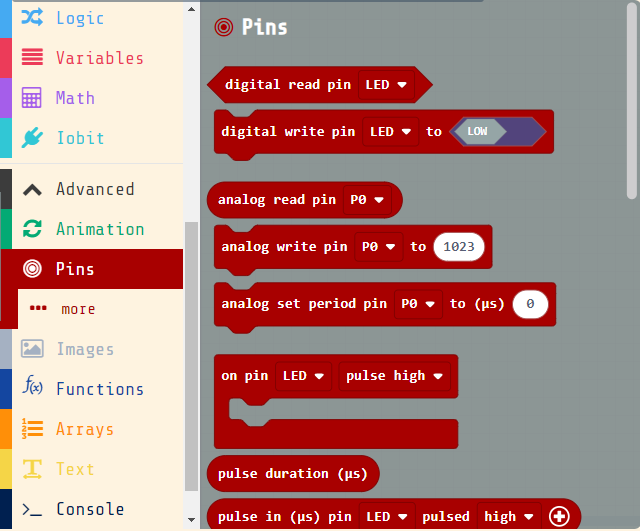 Logic
Variables
Math
Iobit
Advanced
Animation
Pins
more
Images
f(x) Functions
1 2 3 Arrays
T Text
>_ Console
Pins
digital read pin LED
digital write pin LED to LOW
analog read pin P0
analog write pin P0 to 1023
analog set period pin P0 to (µs) 0
on pin LED pulse high
pulse duration (µs)
pulse in (µs) pin LED pulsed high